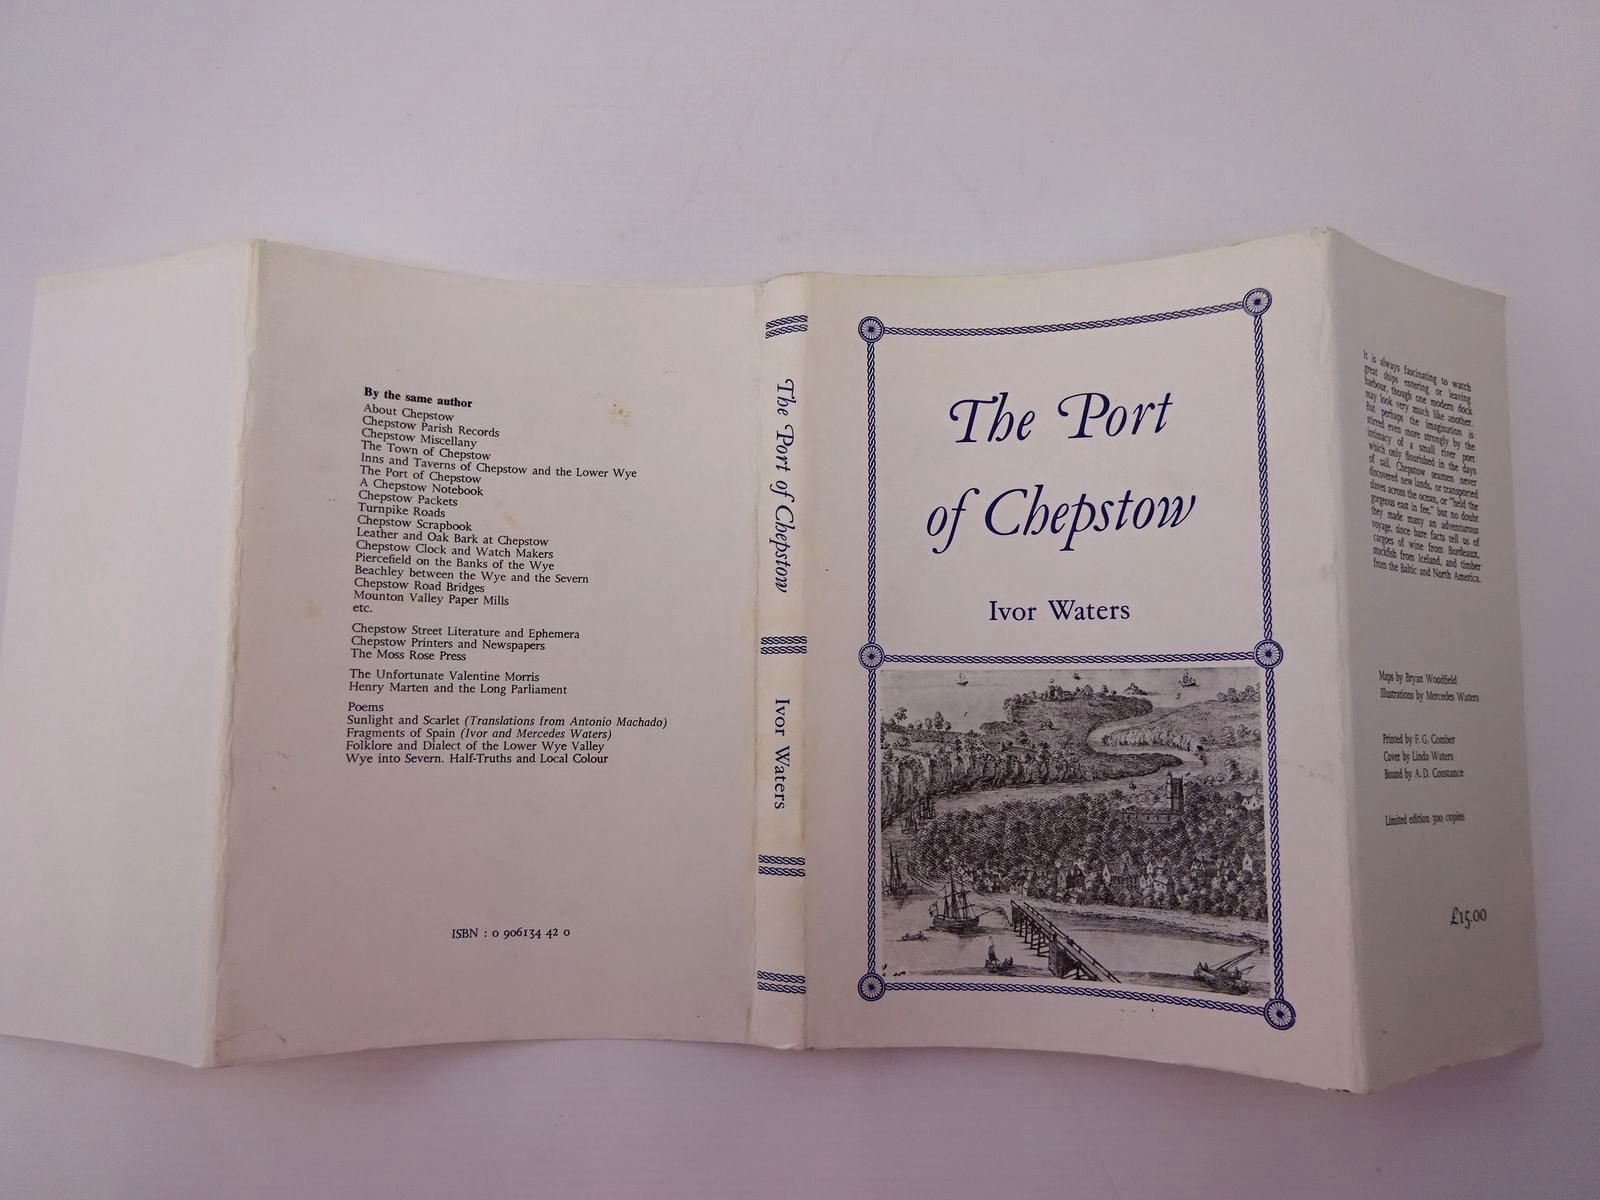 By the same author
About Chepstow
Chepstow Parish Records
Chepstow Miscellany
The Town of Chepstow
Inns and Taverns of Chepstow and the Lower Wye
The Port of Chepstow
A Chepstow Notebook
Chepstow Packets
Turnpike Roads
Chepstow Scrapbook
Leather and Oak Bark at Chepstow
Chepstow Clock and Watch Makers
Piercefield on the Banks of the Wye
Beachley between the Wye and the Severn
Chepstow Road Bridges
Mounton Valley Paper Mills
etc.
Chepstow Street Literature and Ephemera
Chepstow Printers and Newspapers
The Moss Rose Press
The Unfortunate Valentine Morris
Henry Marten and the Long Parliament
Poems
Sunlight and Scarlet (Translations from Antonio Machado)
Fragments of Spain (Ivor and Mercedes Waters)
Folklore and Dialect of the Lower Wye Valley
Wye into Severn. Half-Truths and Local Colour
ISBN : 0 906134 42 0
The Port of Chepstow
Ivor Waters
The Port
of Chepstow
Ivor Waters
It is always fascinating to watch
great ships entering or leaving
harbour, though one modern dock
may look very much like another.
But perhaps the imagination is
stirred even more strongly by the
intimacy of a small river port
which only flourished in the days
of sail. Chepstow seamen never
discovered new lands, or transported
slaves across the ocean, or "held the
gorgeous east in fee," but no doubt
they made many an adventurous
voyage, since bare facts tell us of
cargoes of wine from Bordeaux,
stockfish from Iceland, and timber
from the Baltic and North America.
Maps by Bryan Woodfield
Illustrations by Mercedes Waters
Printed by F. G. Comber
Cover by Linda Waters
Bound by A. D. Constance
Limited edition 300 copies
£15.00